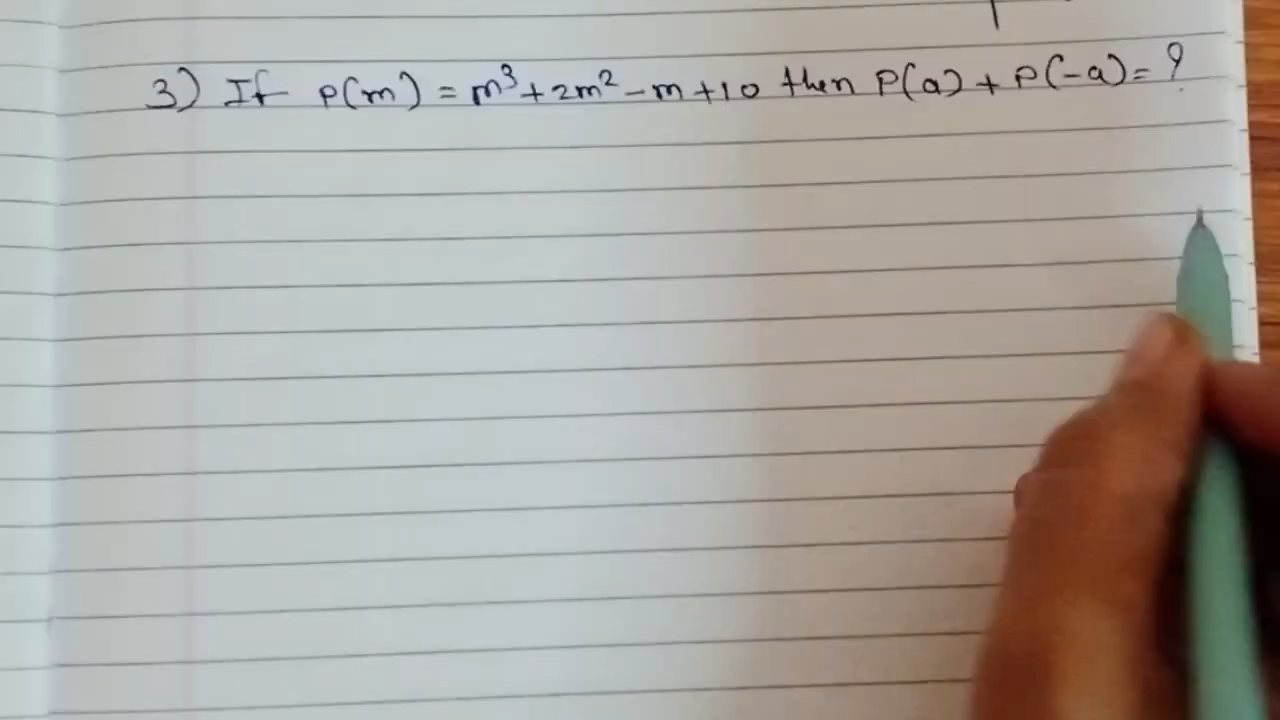 3) If p(m) = m³+2m²-m+10 then P(a) + P(-a)= ?